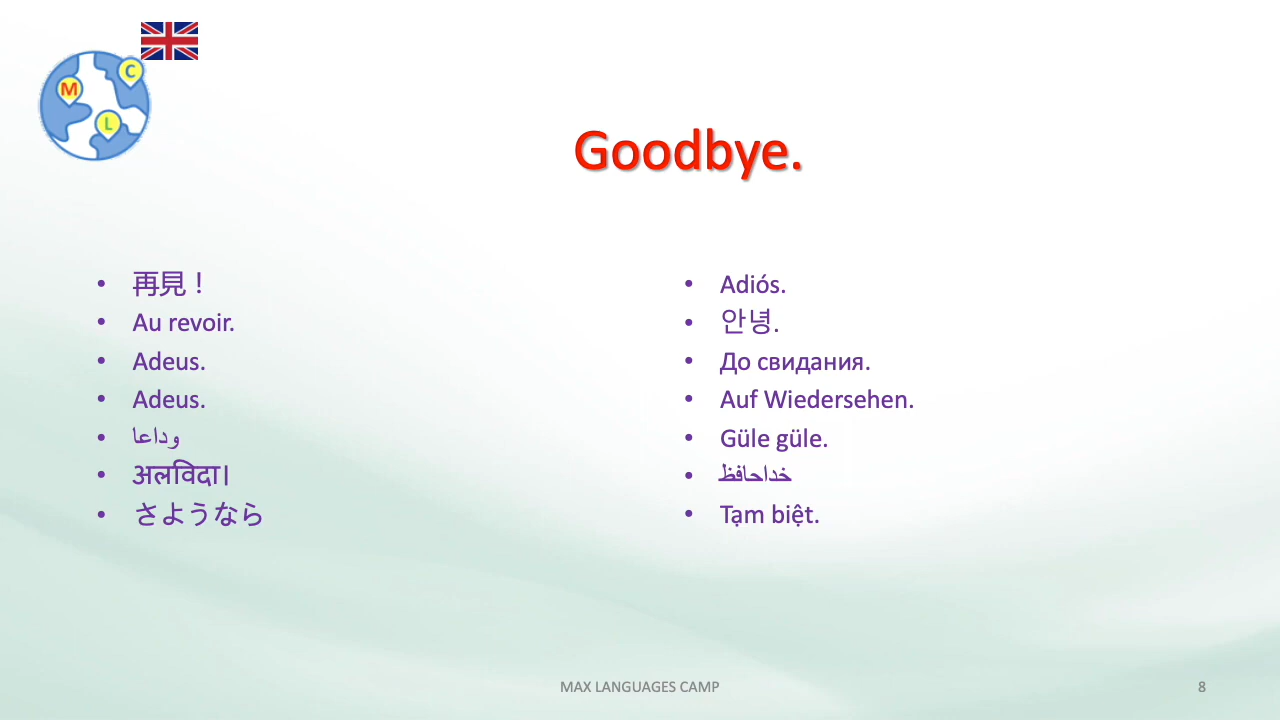 C
M
L
Goodbye.
• 再見！
• Au revoir.
• Adeus.
• Adeus.
• وداعا
• अलविदा।
• さようなら
• Adiós.
• 안녕.
• До свидания.
• Auf Wiedersehen.
• Güle güle.
• خداحافظ
• Tạm biệt.
MAX LANGUAGES CAMP
8